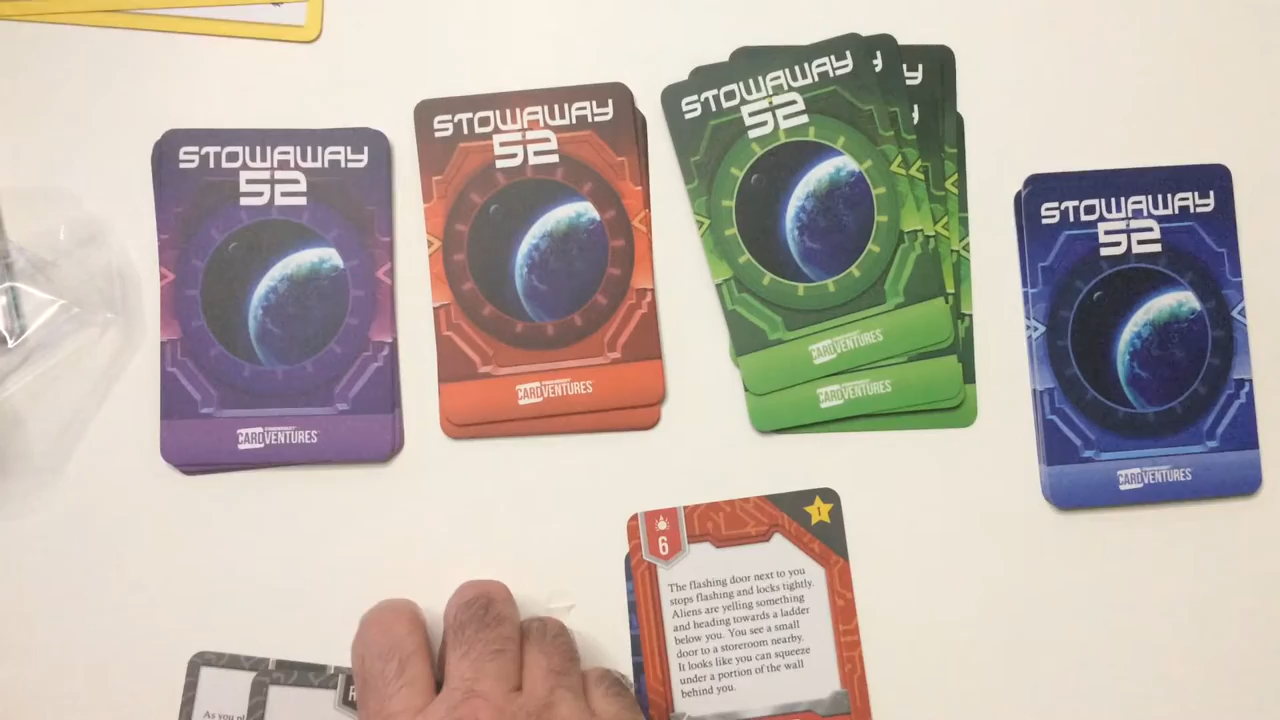 STOWAWAY
52
CARDVENTURES
STOWAWAY
52
CARDVENTURES
STOWAWAY
52
CARDVENTURES
CARDVENTURES
STOWAWAY
52
CARDVENTURES
6
1
The flashing door next to you
stops flashing and locks tightly.
Aliens are yelling something
and heading towards a ladder
below you. You see a small
door to a storeroom nearby.
It looks like you can squeeze
under a portion of the wall
behind you.
As you